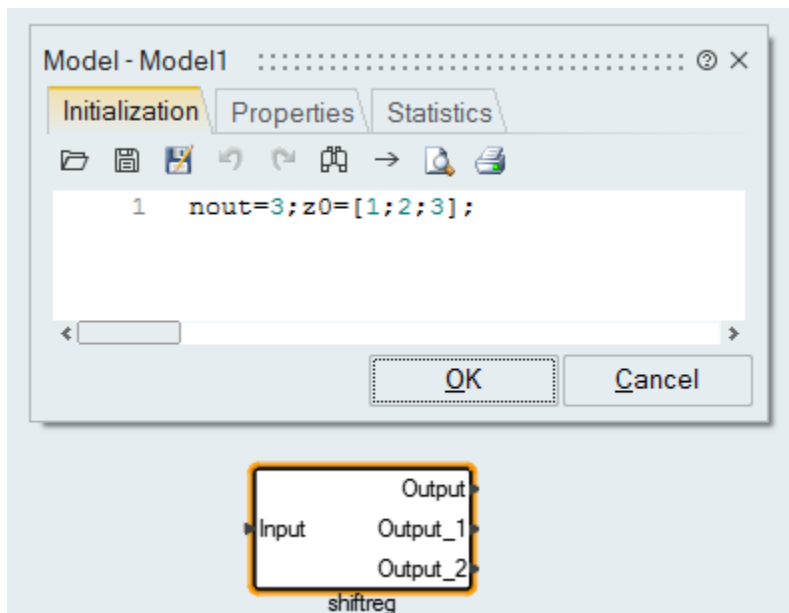 Model - Model1
Initialization Properties Statistics
1 nout=3;z0=[1;2;3];
OK Cancel
Output
Input Output_1
Output_2
shiftreg